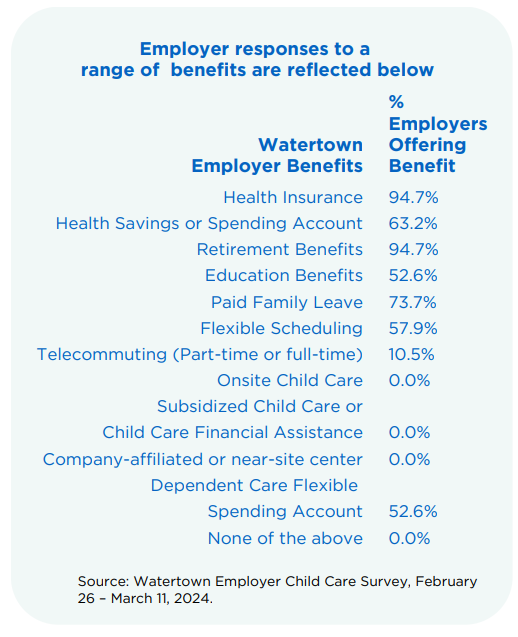 Employer responses to a
range of  benefits are reflected below
%
Employers
Watertown Offering
Employer Benefits Benefit
Health Insurance 94.7%
Health Savings or Spending Account 63.2%
Retirement Benefits 94.7%
Education Benefits 52.6%
Paid Family Leave 73.7%
Flexible Scheduling 57.9%
Telecommuting (Part-time or full-time) 10.5%
Onsite Child Care 0.0%
Subsidized Child Care or
Child Care Financial Assistance 0.0%
Company-affiliated or near-site center 0.0%
Dependent Care Flexible
Spending Account 52.6%
None of the above 0.0%
Source: Watertown Employer Child Care Survey, February
26 – March 11, 2024.